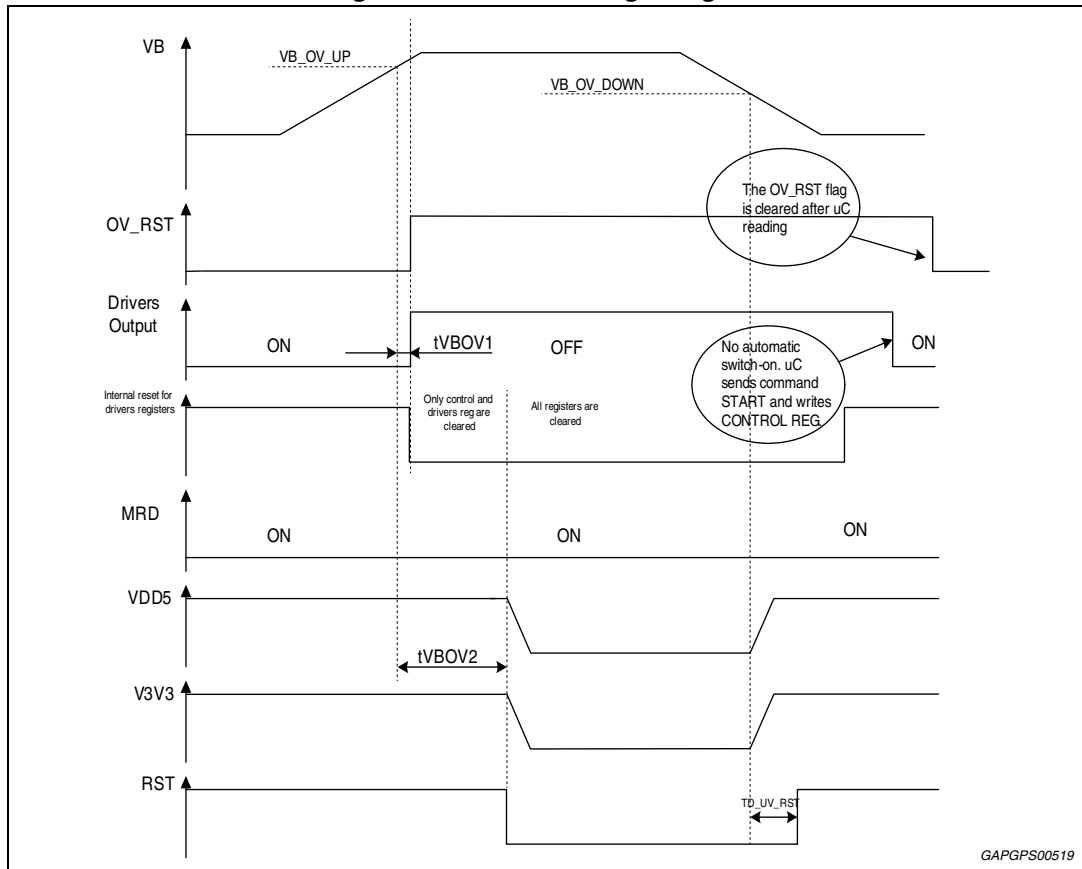 VB
VB_OV_UP
VB_OV_DOWN
The OV_RST flag
is cleared after uC
reading
OV_RST
Drivers
Output
ON
tVBOV1
OFF
No automatic
switch-on. uC
sends command
START and writes
CONTROL REG.
ON
Internal reset for
drivers registers
Only control and
drivers reg are
cleared
All registers are
cleared
MRD
ON
ON
ON
VDD5
tVBOV2
V3V3
RST
TD_UV_RST
GAPGPS00519